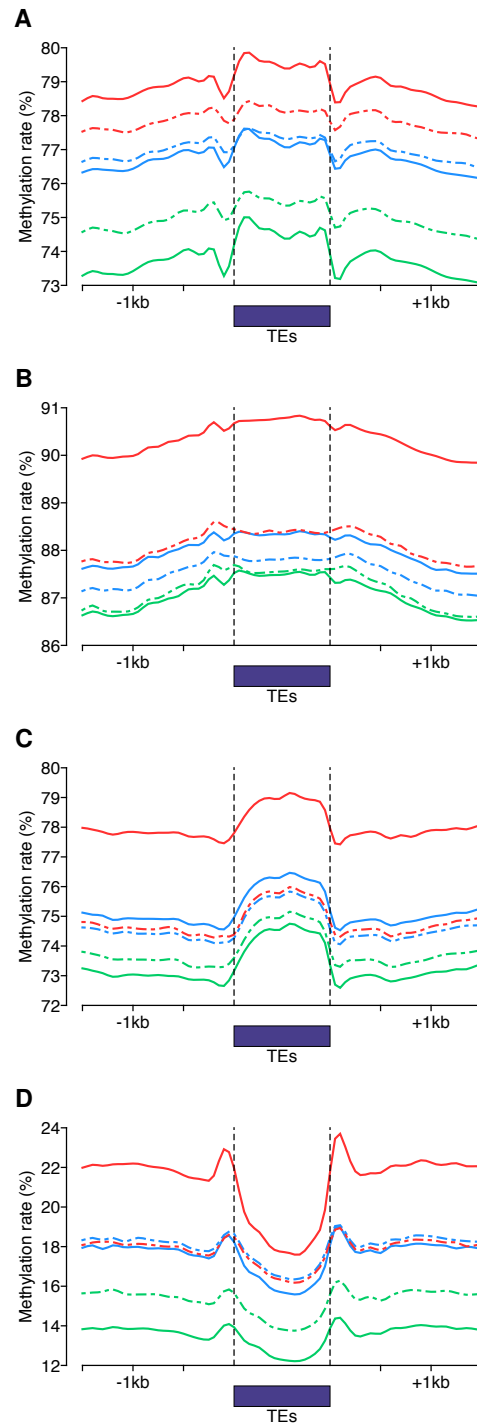 A
Methylation rate (%)
80
79
78
77
76
75
74
73
-1kb
+1kb
TEs
B
Methylation rate (%)
91
90
89
88
87
86
-1kb
+1kb
TEs
C
Methylation rate (%)
80
79
78
77
76
75
74
73
72
-1kb
+1kb
TEs
D
Methylation rate (%)
24
22
20
18
16
14
12
-1kb
+1kb
TEs